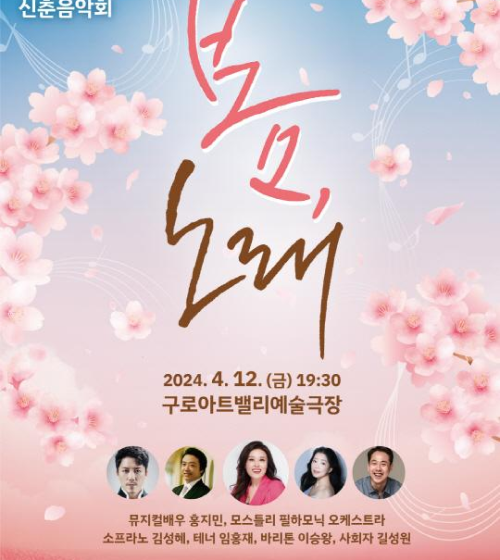 신춘음악회
봄,
노래
2024. 4. 12. (금) 19:30
구로아트밸리예술극장
뮤지컬배우 홍지민, 모스틀리 필하모닉 오케스트라
소프라노 김성혜, 테너 임홍재, 바리톤 이승왕, 사회자 길성원